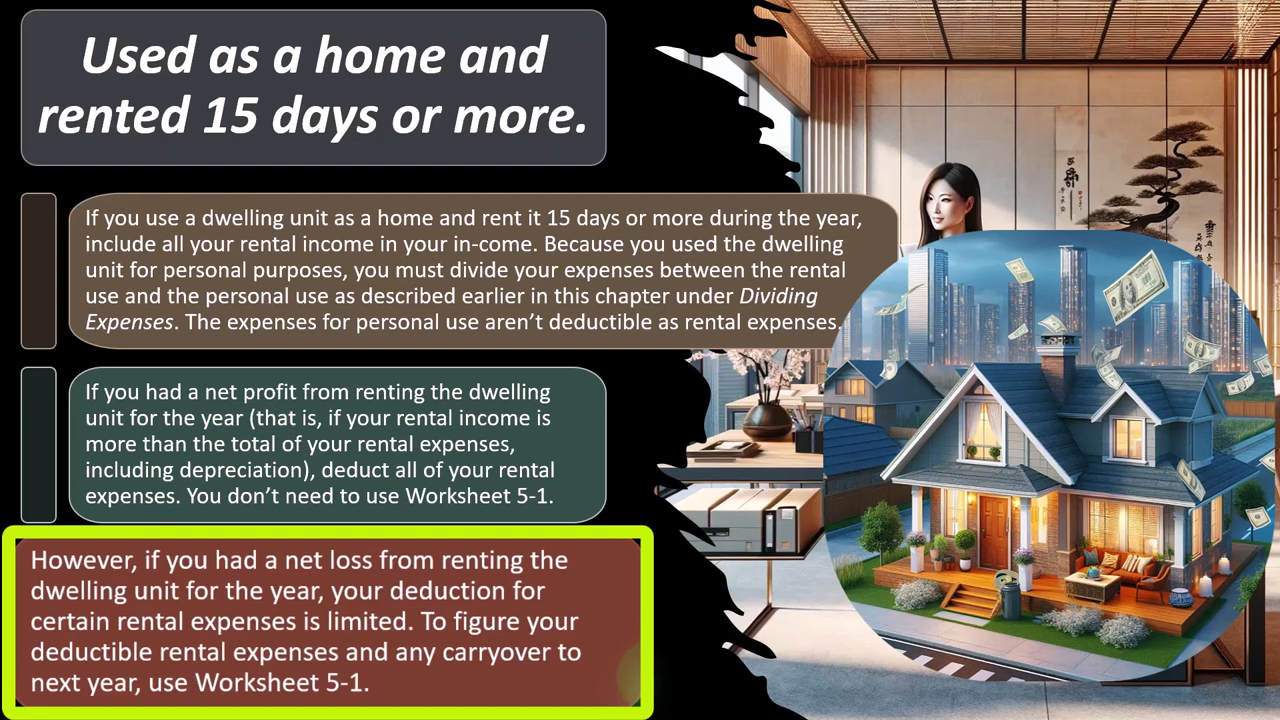 Used as a home and
rented 15 days or more.
If you use a dwelling unit as a home and rent it 15 days or more during the year,
include all your rental income in your in-cone. Because you used the dwelling
unit for personal purposes, you must divide your expenses between the rental
use and the personal use as described earlier in this chapter under Dividing
Expenses. The expenses for personal use aren’t deductible as rental expenses.
If you had a net profit from renting the dwelling
unit for the year (that is, if your rental income is
more than the total of your rental expenses,
including depreciation), deduct all of your rental
expenses. You don’t need to use Worksheet 5-1.
However, if you had a net loss from renting the
dwelling unit for the year, your deduction for
certain rental expenses is limited. To figure your
deductible rental expenses and any carryover to
next year, use Worksheet 5-1.